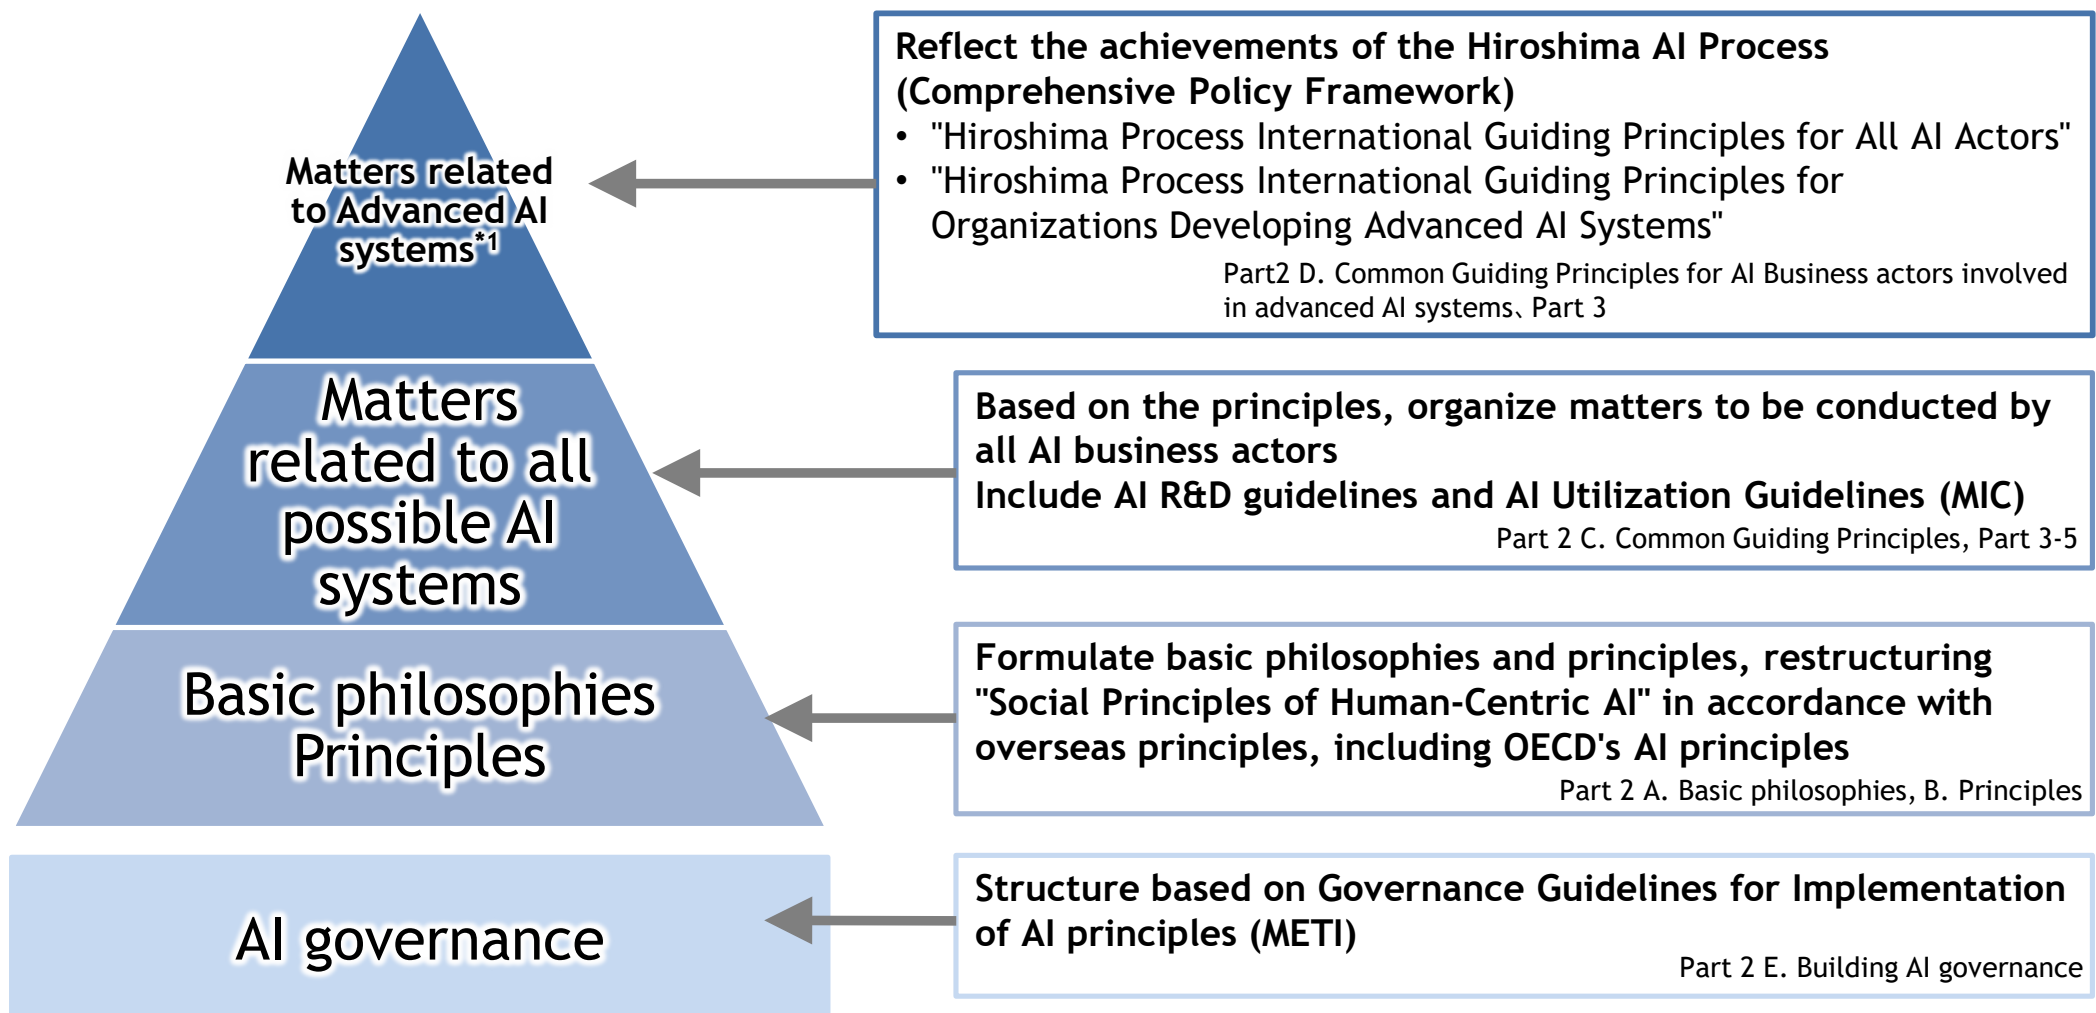 Matters related
to Advanced AI
systems*1
Reflect the achievements of the Hiroshima AI Process
(Comprehensive Policy Framework)
• "Hiroshima Process International Guiding Principles for All AI Actors"
• "Hiroshima Process International Guiding Principles for
Organizations Developing Advanced AI Systems"
Part2 D. Common Guiding Principles for AI Business actors involved
in advanced AI systems、Part 3
Matters
related to all
possible AI
systems
Based on the principles, organize matters to be conducted by
all AI business actors
Include AI R&D guidelines and AI Utilization Guidelines (MIC)
Part 2 C. Common Guiding Principles, Part 3-5
Basic philosophies
Principles
Formulate basic philosophies and principles, restructuring
"Social Principles of Human-Centric AI" in accordance with
overseas principles, including OECD's AI principles
Part 2 A. Basic philosophies, B. Principles
AI governance
Structure based on Governance Guidelines for Implementation
of AI principles (METI)
Part 2 E. Building AI governance